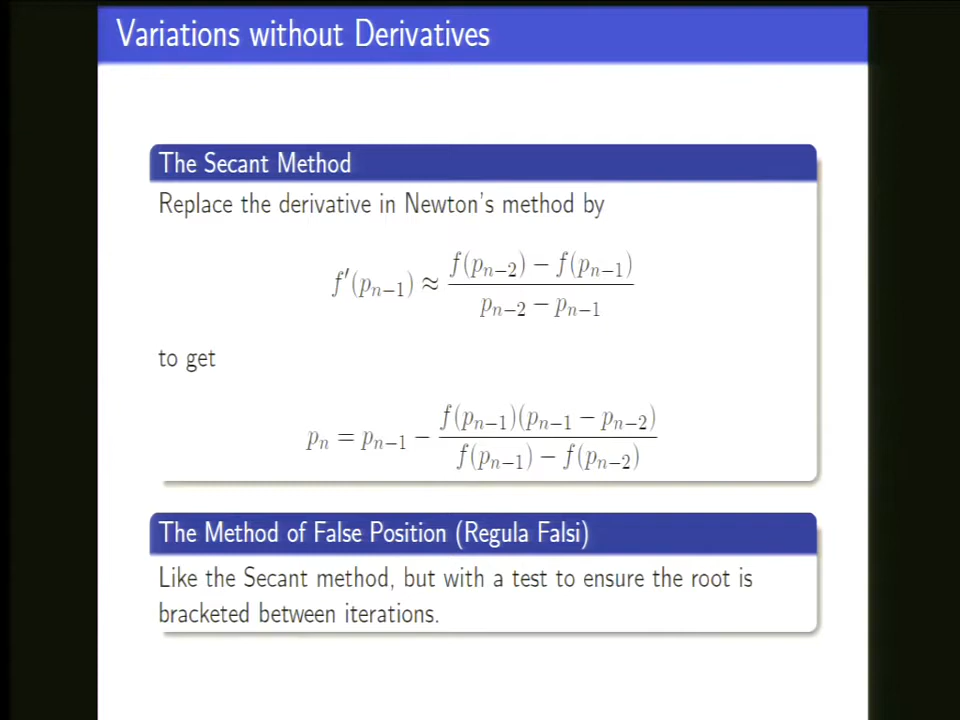 Variations without Derivatives
The Secant Method
Replace the derivative in Newton's method by
f′(pₙ₋₁) ≈ (f(pₙ₋₂) − f(pₙ₋₁)) / (pₙ₋₂ − pₙ₋₁)
to get
pₙ = pₙ₋₁ − (f(pₙ₋₁)(pₙ₋₁ − pₙ₋₂)) / (f(pₙ₋₁) − f(pₙ₋₂))
The Method of False Position (Regula Falsi)
Like the Secant method, but with a test to ensure the root is
bracketed between iterations.